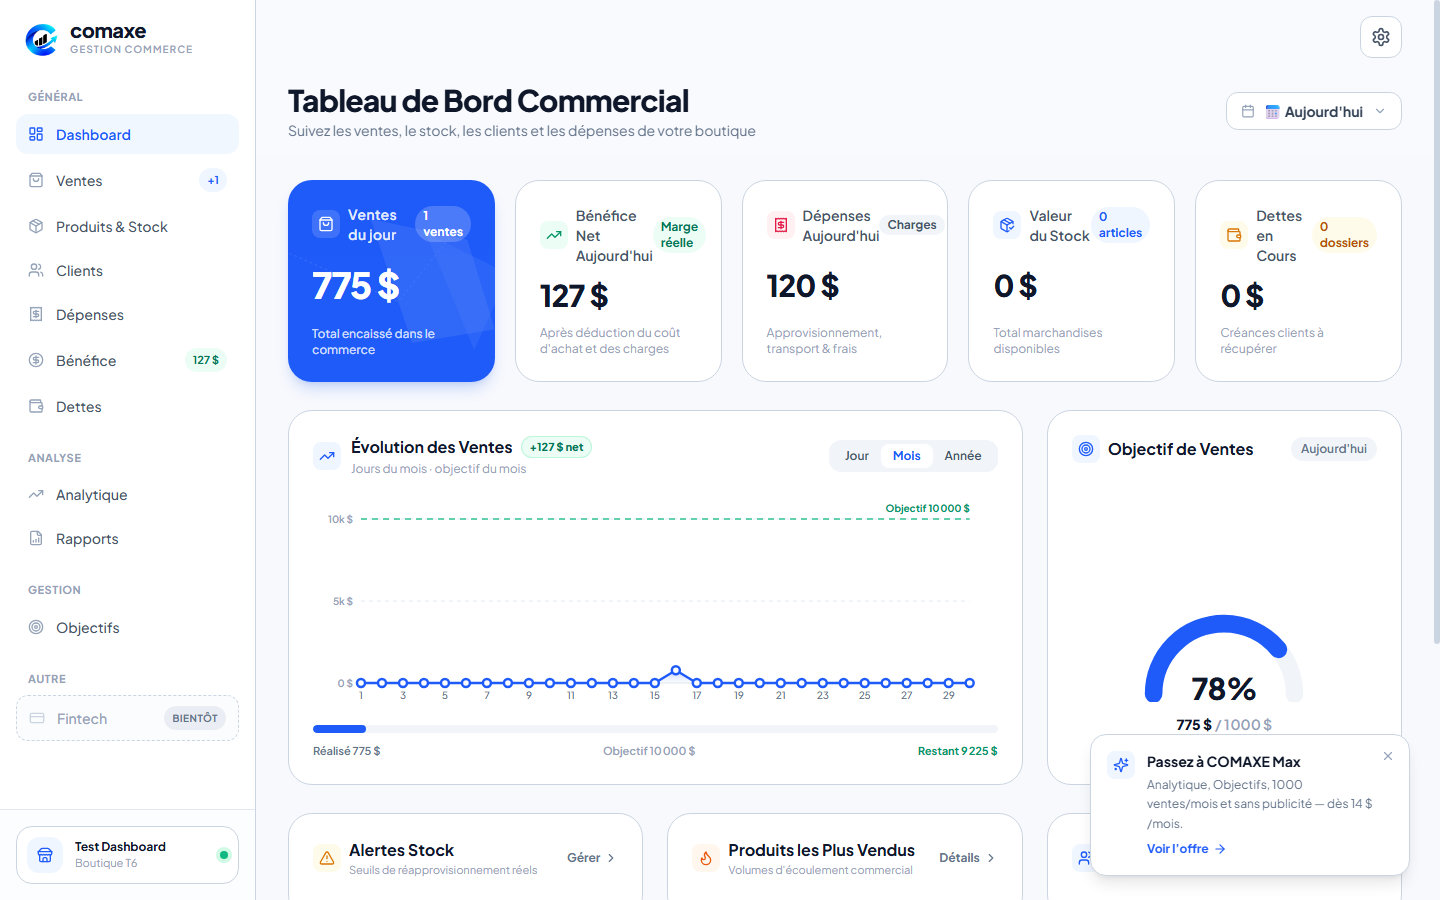 comaxe
GESTION COMMERCE
GÉNÉRAL
Dashboard
Ventes
+1
Produits & Stock
Clients
Dépenses
Bénéfice
127 $
Dettes
ANALYSE
Analytique
Rapports
GESTION
Objectifs
AUTRE
Fintech
BIENTÔT
Test Dashboard
Boutique T6
Tableau de Bord Commercial
Suivez les ventes, le stock, les clients et les dépenses de votre boutique
Aujourd'hui
Ventes
du jour
1
ventes
775 $
Total encaissé dans le
commerce
Bénéfice
Net
Aujourd'hui
Marge
réelle
127 $
Après déduction du coût
d'achat et des charges
Dépenses
Aujourd'hui
Charges
120 $
Approvisionnement,
transport & frais
Valeur
du Stock
0
articles
0 $
Total marchandises
disponibles
Dettes
en
Cours
0
dossiers
0 $
Créances clients à
récupérer
Évolution des Ventes
+127 $ net
Jours du mois · objectif du mois
Jour
Mois
Année
Objectif 10 000 $
10k $
5k $
0 $
1 3 5 7 9 11 13 15 17 19 21 23 25 27 29
Réalisé 775 $
Objectif 10 000 $
Restant 9 225 $
Objectif de Ventes
Aujourd'hui
78%
775 $ / 1000 $
Passez à COMAXE Max
Analytique, Objectifs, 1000
ventes/mois et sans publicité — dès 14 $
/mois.
Voir l'offre →
Alertes Stock
Seuils de réapprovisionnement réels
Gérer
Produits les Plus Vendus
Volumes d'écoulement commercial
Détails